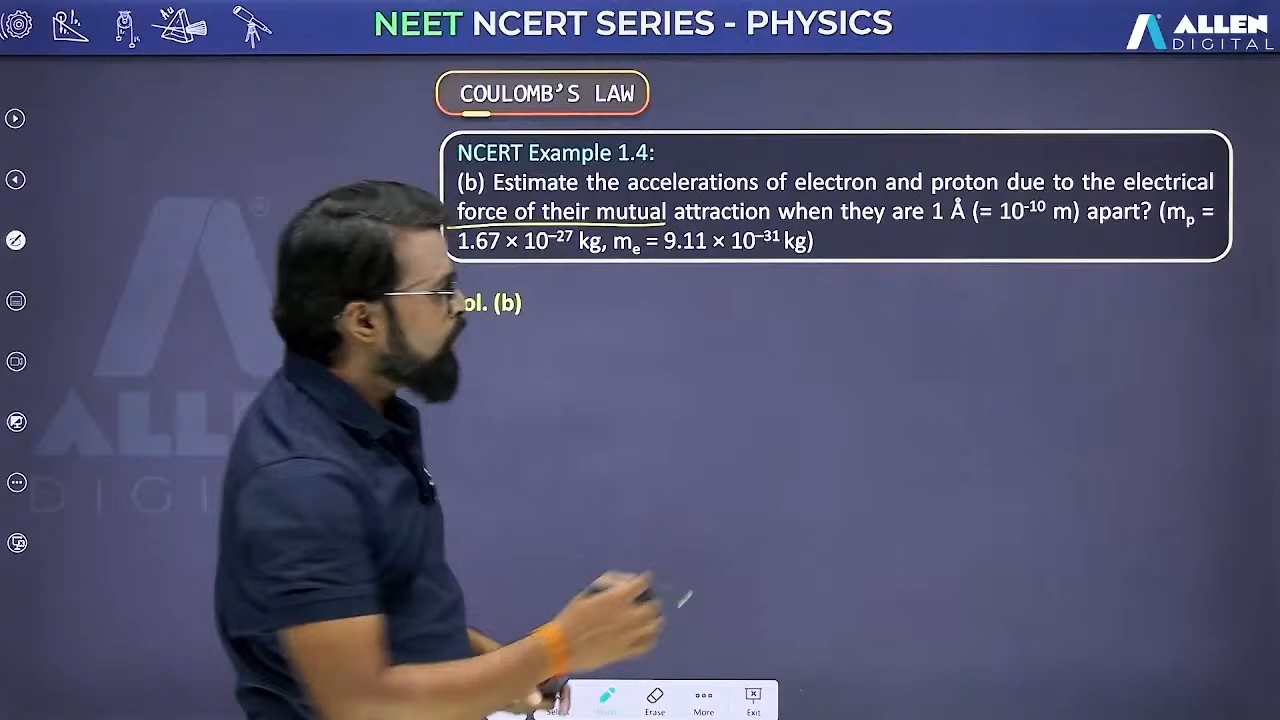 NEET NCERT SERIES - PHYSICS
ALLEN
DIGITAL
COULOMB'S LAW
NCERT Example 1.4:
(b) Estimate the accelerations of electron and proton due to the electrical
force of their mutual attraction when they are 1 Å (= 10⁻¹⁰ m) apart? (mₚ =
1.67 × 10⁻²⁷ kg, mₑ = 9.11 × 10⁻³¹ kg)
ol. (b)
Erase
More
Exit